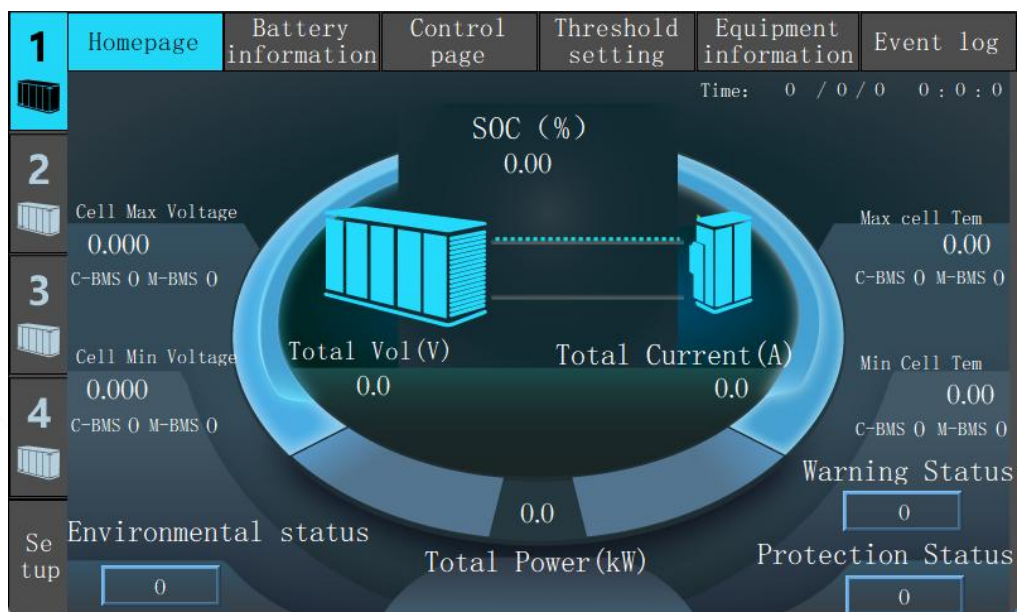 1
Homepage
Battery
information
Control
page
Threshold
setting
Equipment
information
Event log
Time: 0 / 0 / 0 0 : 0 : 0
SOC (%)
0.00
2
Cell Max Voltage
0.000
C-BMS 0 M-BMS 0
Max cell Tem
0.00
C-BMS 0 M-BMS 0
3
Cell Min Voltage
0.000
C-BMS 0 M-BMS 0
Total Vol(V)
0.0
Total Current(A)
0.0
Min Cell Tem
0.00
C-BMS 0 M-BMS 0
4
Warning Status
0
0.0
Total Power(kW)
Environmental status
0
Protection Status
0
Se
tup